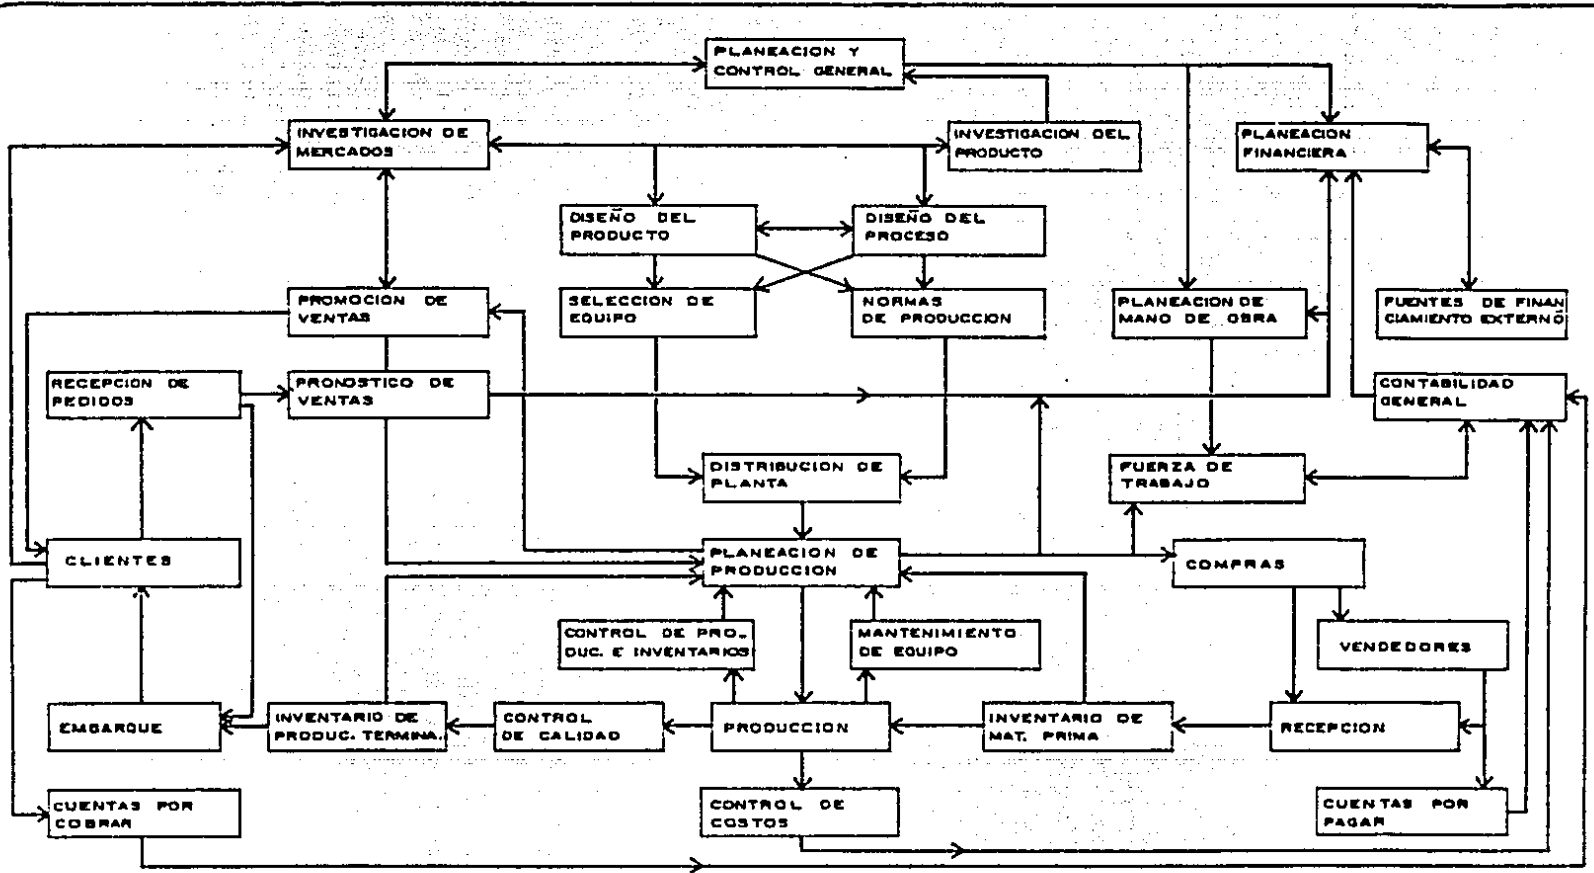 PLANEACION Y
CONTROL GENERAL
INVESTIGACION DE
MERCADOS
INVESTIGACION DEL
PRODUCTO
PLANEACION
FINANCIERA
DISEÑO DEL
PRODUCTO
DISEÑO DEL
PROCESO
PROMOCION DE
VENTAS
SELECCION DE
EQUIPO
NORMAS
DE PRODUCCION
PLANEACION DE
MANO DE OBRA
FUENTES DE FINAN
CIAMIENTO EXTERNO
RECEPCION DE
PEDIDOS
PRONOSTICO DE
VENTAS
CONTABILIDAD
GENERAL
DISTRIBUCION DE
PLANTA
FUERZA DE
TRABAJO
CLIENTES
PLANEACION DE
PRODUCCION
COMPRAS
CONTROL DE PRO_
DUC. E INVENTARIOS
MANTENIMIENTO
DE EQUIPO
VENDEDORES
EMBARQUE
INVENTARIO DE
PRODUC. TERMINA.
CONTROL
DE CALIDAD
PRODUCCION
INVENTARIO DE
MAT. PRIMA
RECEPCION
CUENTAS POR
COBRAR
CONTROL DE
COSTOS
CUENTAS POR
PAGAR